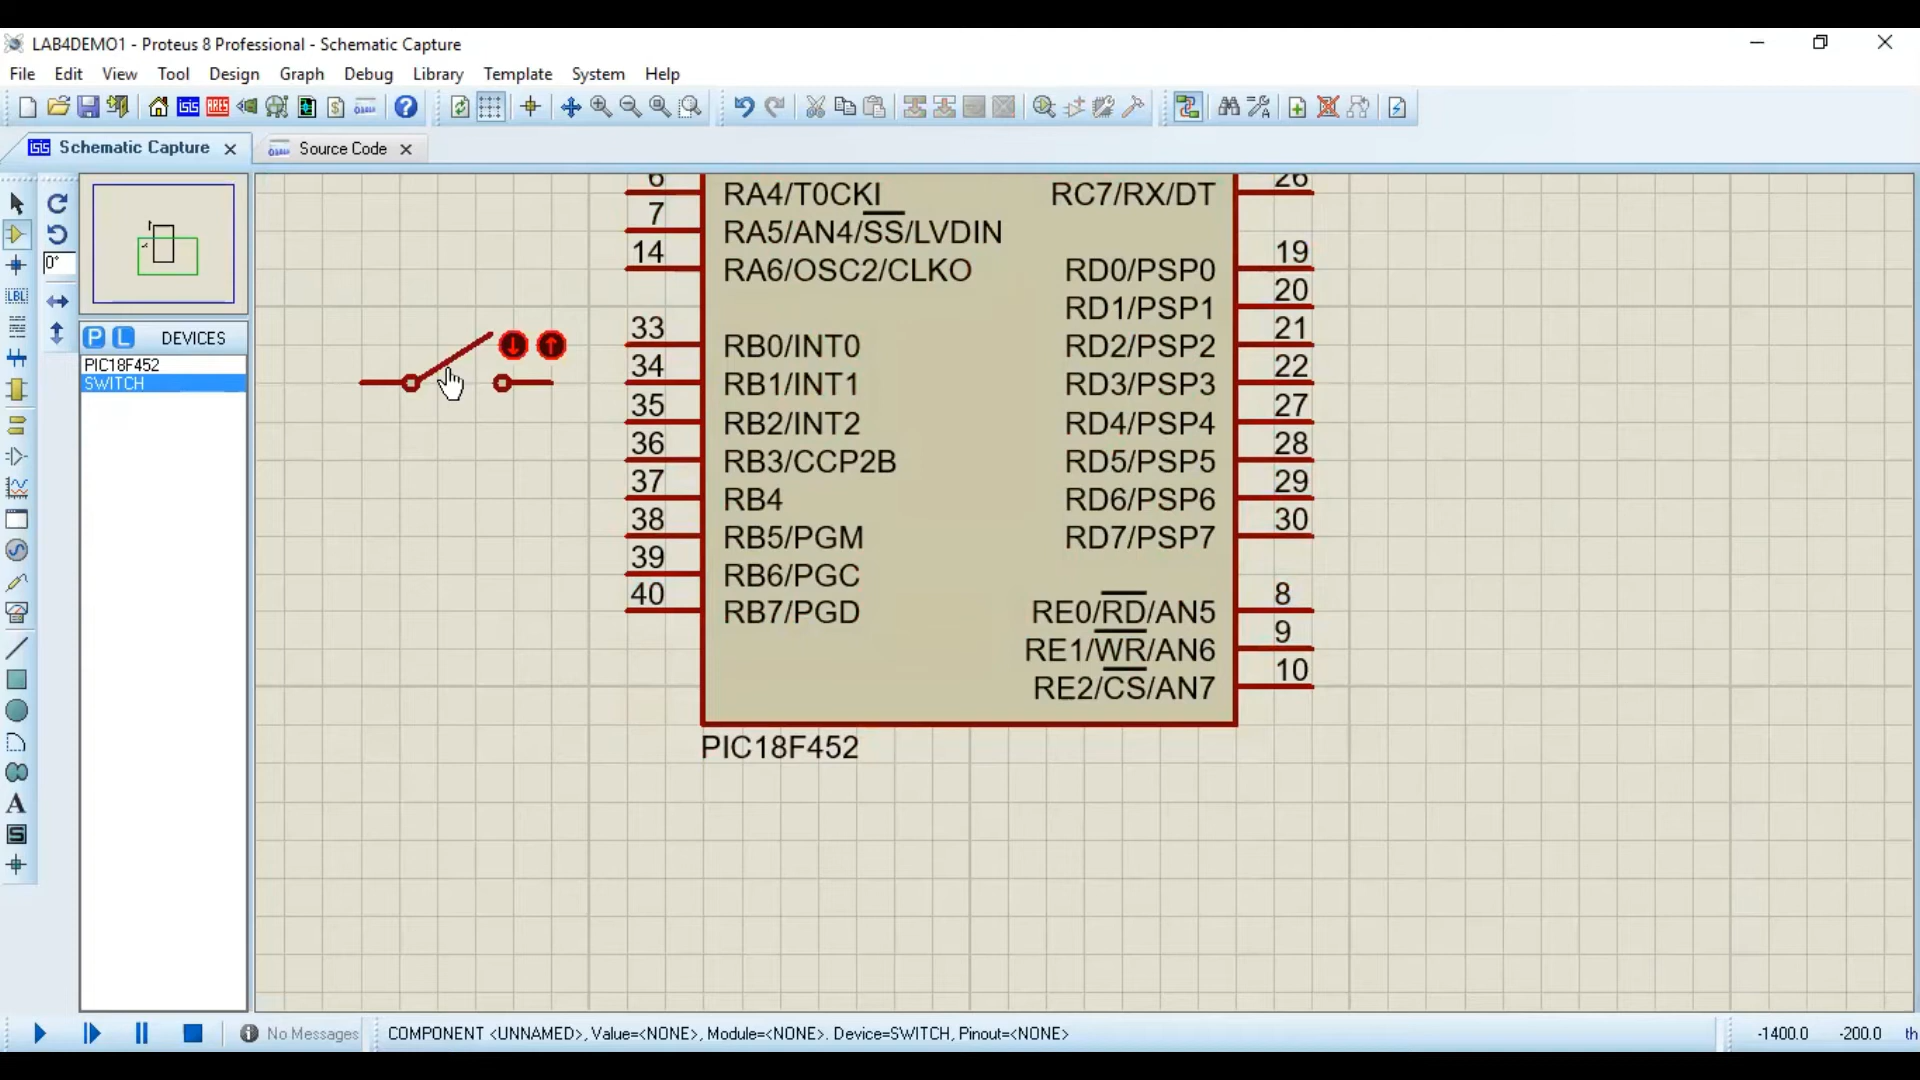 LAB4DEMO1 - Proteus 8 Professional - Schematic Capture
File Edit View Tool Design Graph Debug Library Template System Help
Schematic Capture
Source Code
0°
LBL
P L DEVICES
PIC18F452
SWITCH
6 RA4/T0CKI
7 RA5/AN4/SS/LVDIN
14 RA6/OSC2/CLKO
33 RB0/INT0
34 RB1/INT1
35 RB2/INT2
36 RB3/CCP2B
37 RB4
38 RB5/PGM
39 RB6/PGC
40 RB7/PGD
RC7/RX/DT 26
RD0/PSP0 19
RD1/PSP1 20
RD2/PSP2 21
RD3/PSP3 22
RD4/PSP4 27
RD5/PSP5 28
RD6/PSP6 29
RD7/PSP7 30
RE0/RD/AN5 8
RE1/WR/AN6 9
RE2/CS/AN7 10
PIC18F452
A
S
No Messages
COMPONENT <UNNAMED>, Value=<NONE>, Module=<NONE>. Device=SWITCH, Pinout=<NONE>
-1400.0 -200.0 th